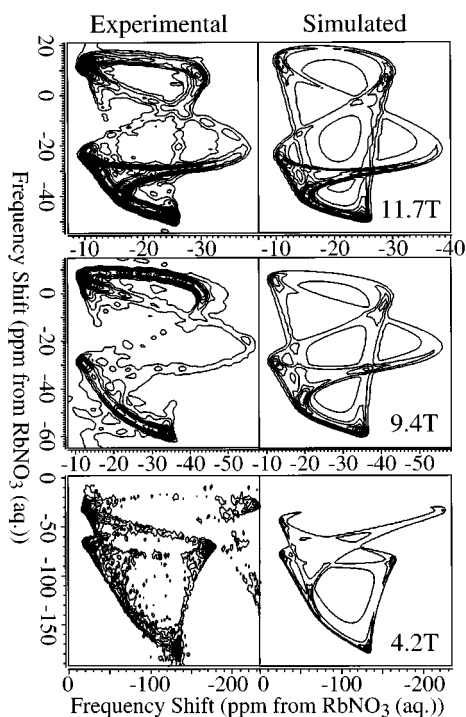 Experimental Simulated
20
0
-20
-40
11.7T
-10 -20 -30 -10 -20 -30 -40
0
-20
-40
-60
9.4T
-10 -20 -30 -40 -50 -10 -20 -30 -40 -50
0
-50
-100
-150
4.2T
0 -100 -200 -100 -200
Frequency Shift (ppm from RbNO3 (aq.))
Frequency Shift (ppm from RbNO3 (aq.))